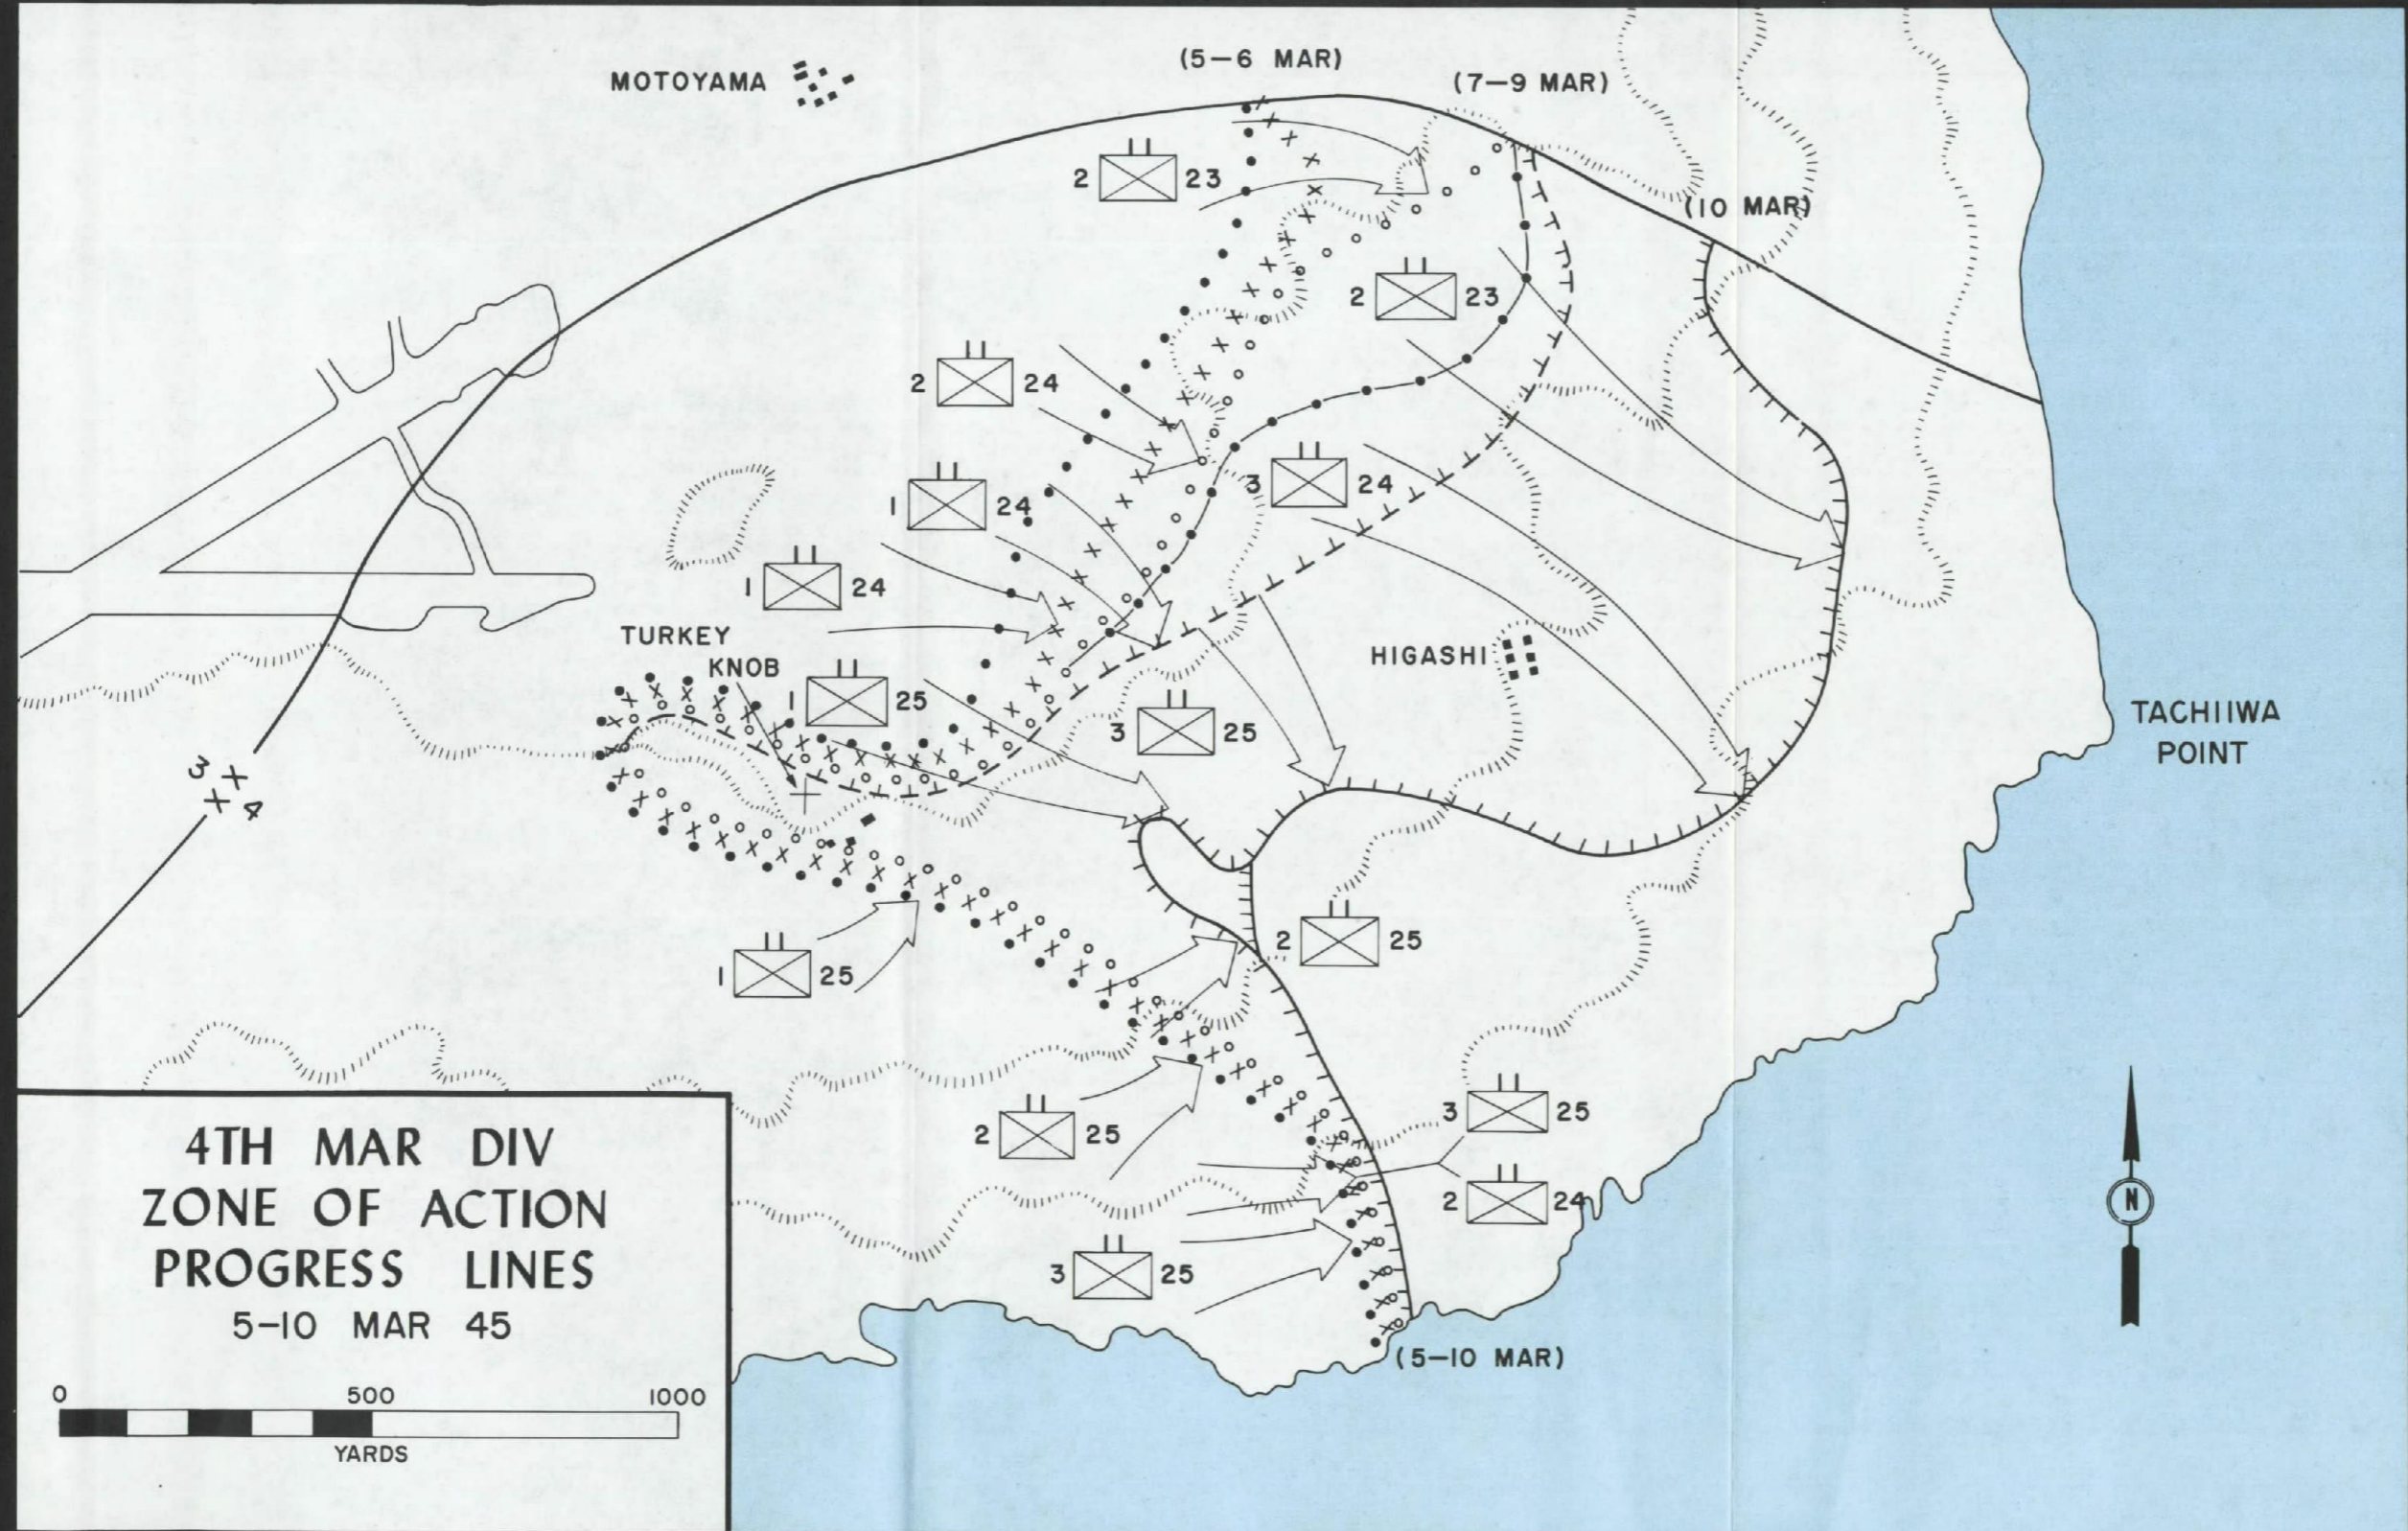 (5–6 MAR)
MOTOYAMA
(7–9 MAR)
2 23
(10 MAR)
2 23
2 24
3 24
1 24
1 24
TURKEY
KNOB
HIGASHI
1 25
3 25
TACHIIWA
POINT
3 4
2 25
1 25
3 25
2 25
2 24
3 25
(5–10 MAR)
4TH MAR DIV
ZONE OF ACTION
PROGRESS LINES
5–10 MAR 45
0 500 1000
YARDS
N